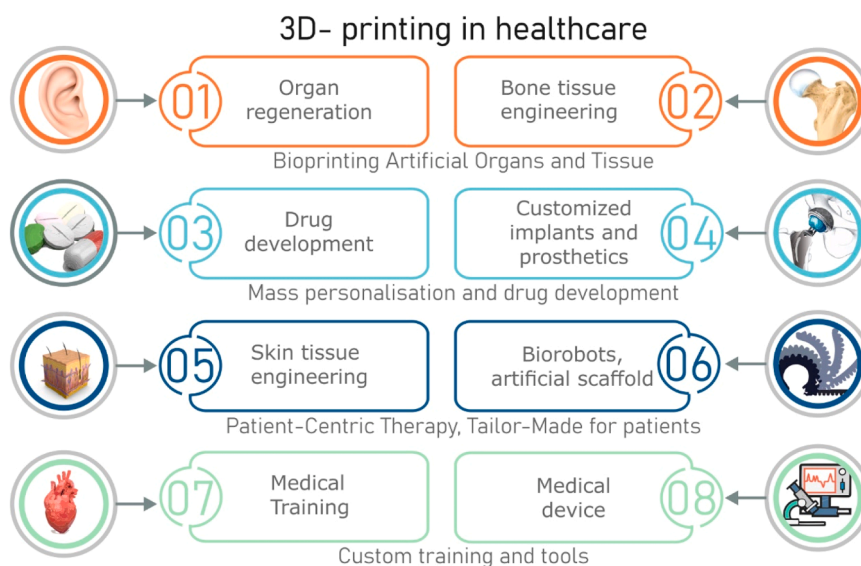 3D- printing in healthcare
01
Organ
regeneration
Bone tissue
engineering
02
Bioprinting Artificial Organs and Tissue
03
Drug
development
Customized
implants and
prosthetics
04
Mass personalisation and drug development
05
Skin tissue
engineering
Biorobots,
artificial scaffold
06
Patient-Centric Therapy, Tailor-Made for patients
07
Medical
Training
Medical
device
08
Custom training and tools